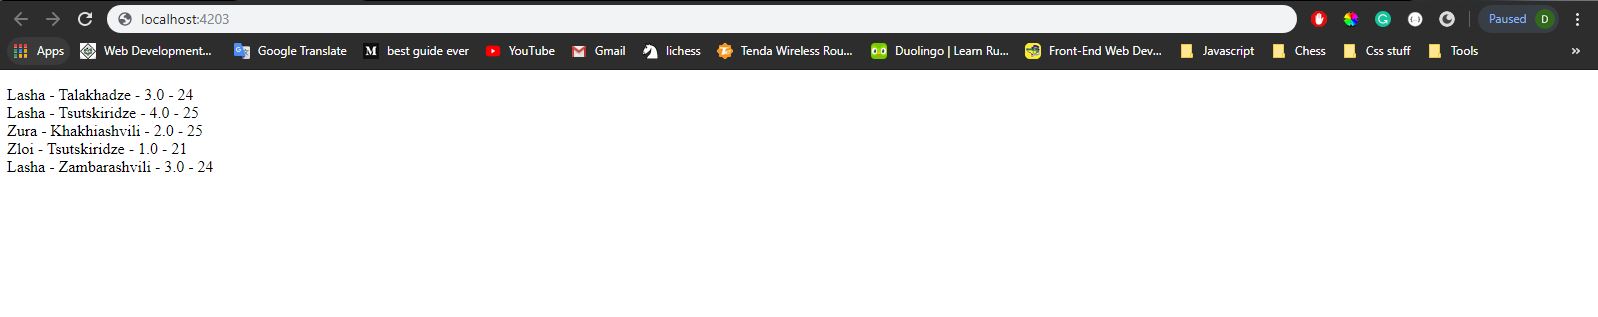 localhost:4203
Paused D
Apps Web Development... Google Translate M best guide ever YouTube Gmail lichess Tenda Wireless Rou... Duolingo | Learn Ru... Front-End Web Dev... Javascript Chess Css stuff Tools »
Lasha - Talakhadze - 3.0 - 24
Lasha - Tsutskiridze - 4.0 - 25
Zura - Khakhiashvili - 2.0 - 25
Zloi - Tsutskiridze - 1.0 - 21
Lasha - Zambarashvili - 3.0 - 24